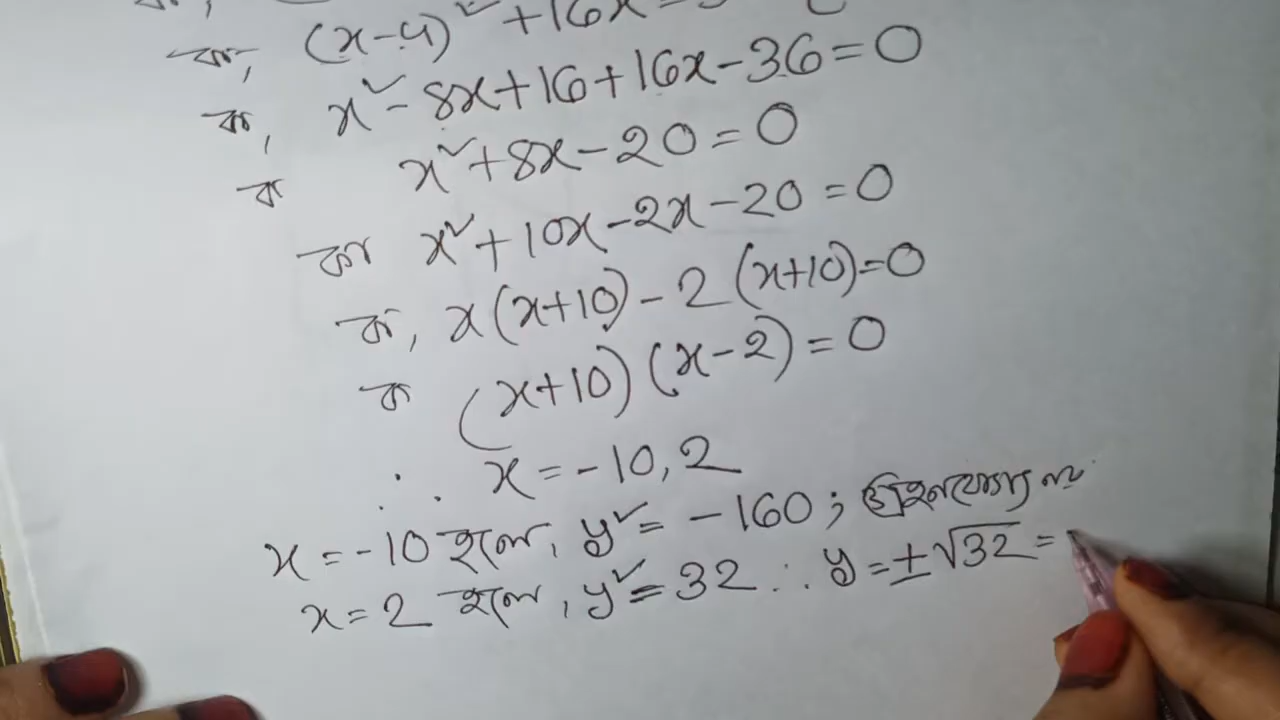 বা, (x-4)² + 16x
বা, x² - 8x + 16 + 16x - 36 = 0
বা x² + 8x - 20 = 0
বা x² + 10x - 2x - 20 = 0
বা, x(x+10) - 2(x+10) = 0
বা (x+10)(x-2) = 0
∴ x = -10, 2
x = -10 হলে, y² = -160; গ্রহনযোগ্য নয়
x = 2 হলে, y² = 32 ∴ y = ±√32 =